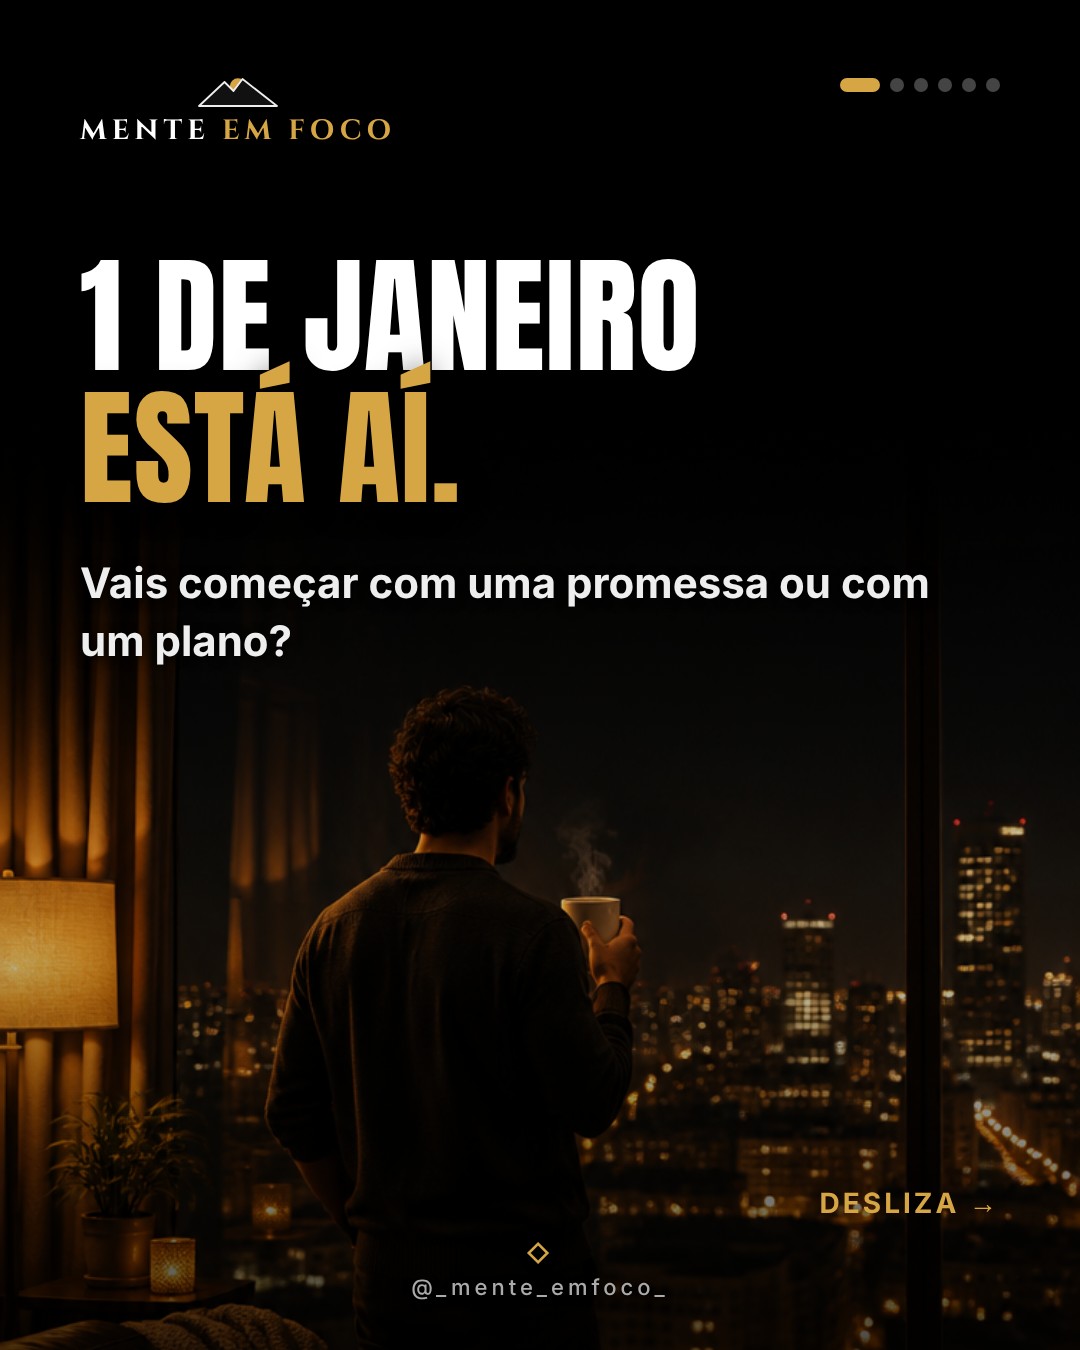 MENTE EM FOCO
1 DE JANEIRO
ESTÁ AÍ.
Vais começar com uma promessa ou com
um plano?
DESLIZA →
@_mente_emfoco_